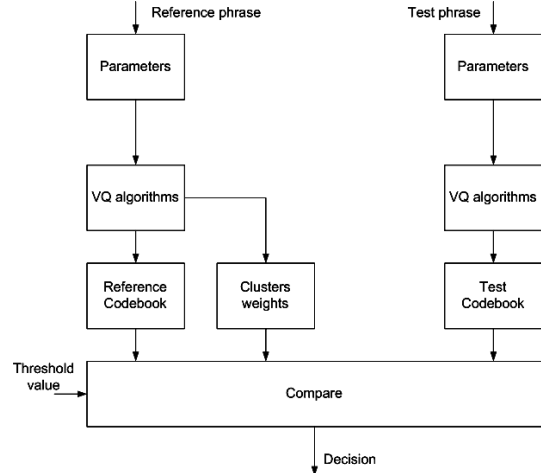 Reference phrase
Test phrase
Parameters
Parameters
VQ algorithms
VQ algorithms
Reference
Codebook
Clusters
weights
Test
Codebook
Threshold
value
Compare
Decision